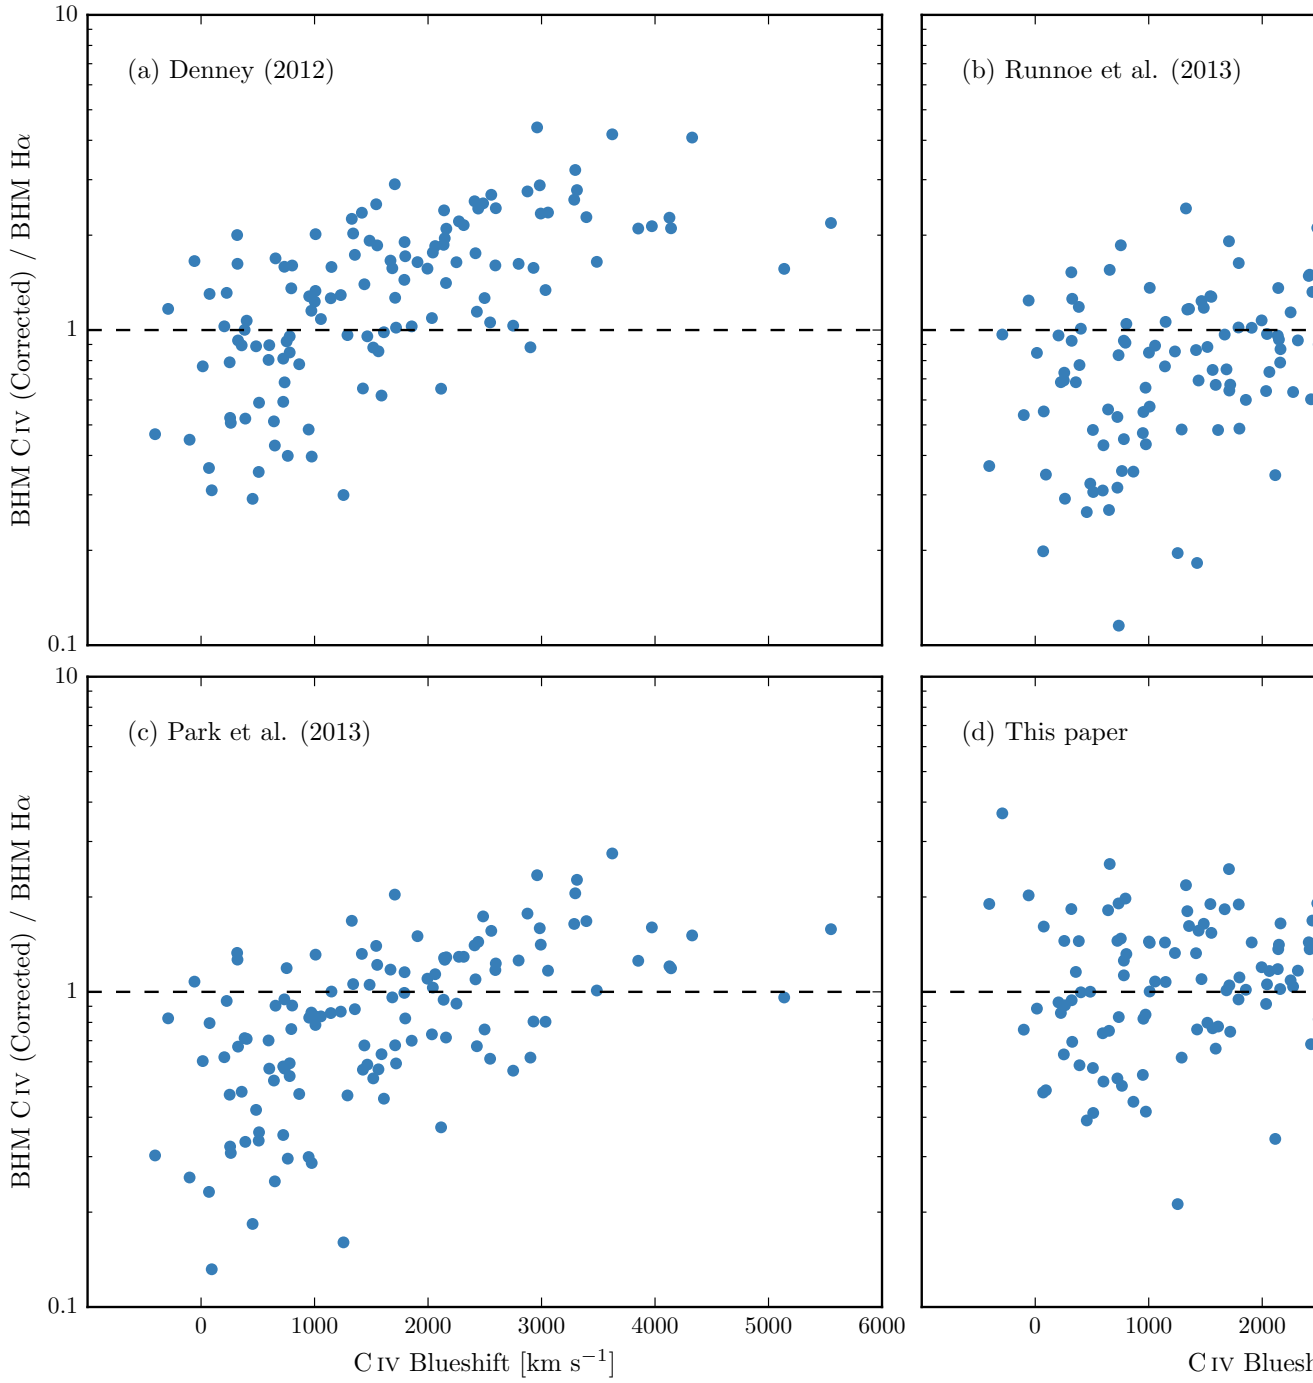 10
(a) Denney (2012)
(b) Runnoe et al. (2013)
BHM C IV (Corrected) / BHM Hα
1
0.1
10
(c) Park et al. (2013)
(d) This paper
BHM C IV (Corrected) / BHM Hα
1
0.1
0 1000 2000 3000 4000 5000 6000 0 1000 2000
C IV Blueshift [km s⁻¹] C IV Bluesh